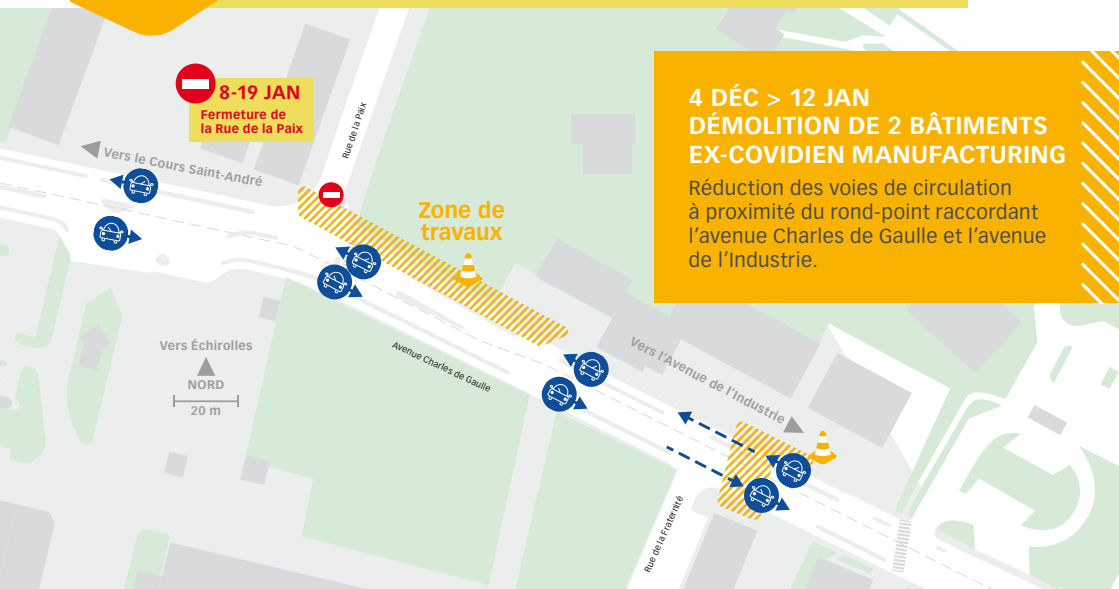 8-19 JAN
Fermeture de
la Rue de la Paix
Rue de la Paix
Vers le Cours Saint-André
Zone de
travaux
4 DÉC > 12 JAN
DÉMOLITION DE 2 BÂTIMENTS
EX-COVIDIEN MANUFACTURING
Réduction des voies de circulation
à proximité du rond-point raccordant
l'avenue Charles de Gaulle et l'avenue
de l'Industrie.
Vers Échirolles
NORD
20 m
Avenue Charles de Gaulle
Vers l'Avenue de l'Industrie
Rue de la Fraternité